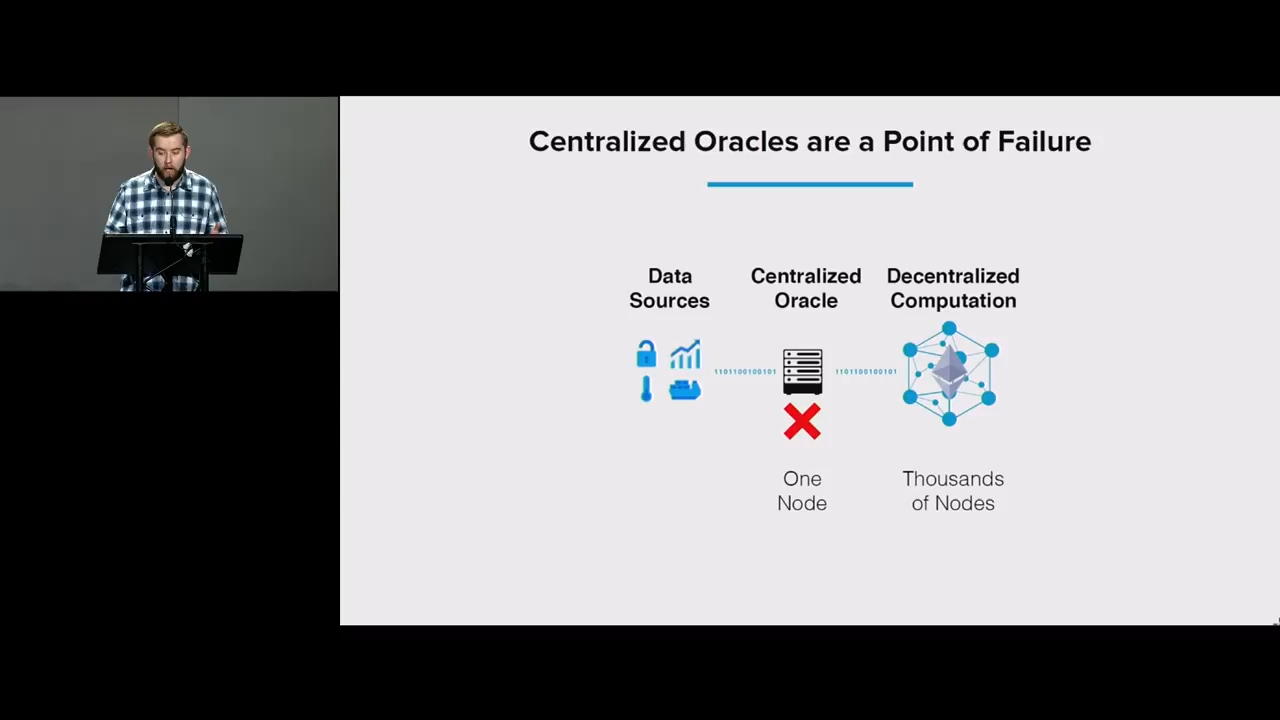 Centralized Oracles are a Point of Failure
Data
Sources
Centralized
Oracle
Decentralized
Computation
1101100100101
1101100100101
One
Node
Thousands
of Nodes